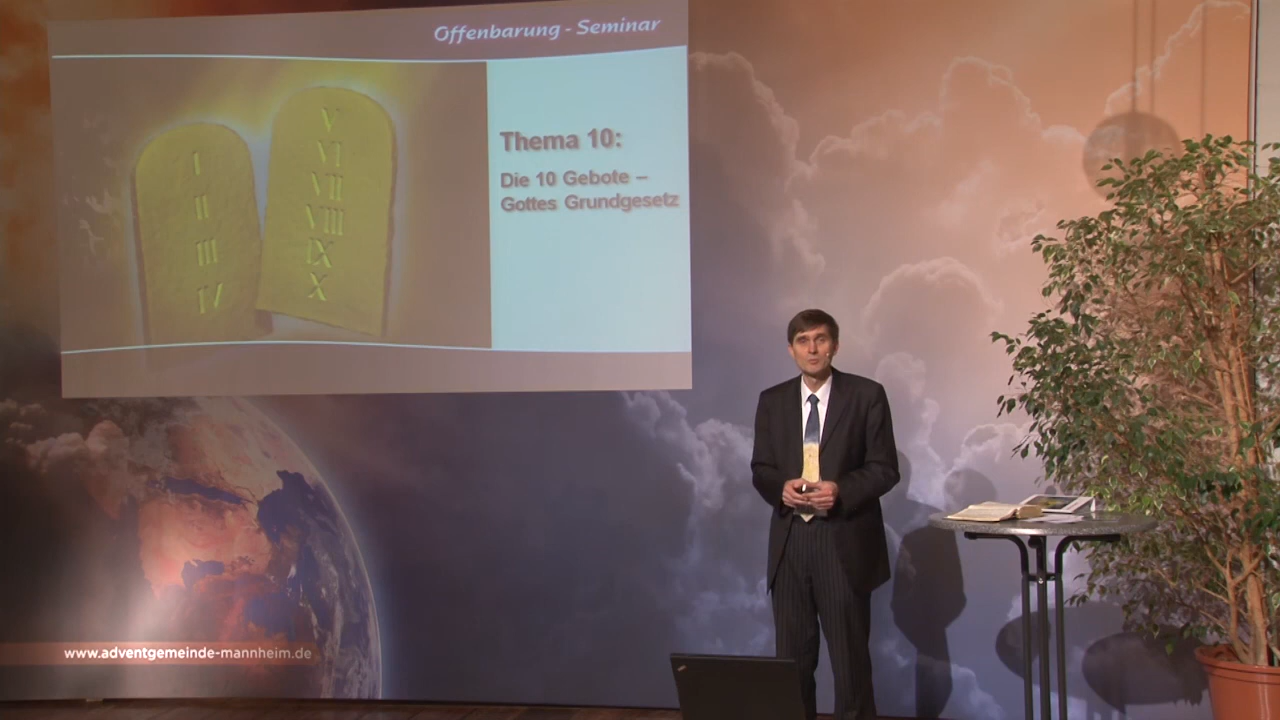 Offenbarung - Seminar
I
II
III
IV
V
VI
VII
VIII
IX
X
Thema 10:
Die 10 Gebote –
Gottes Grundgesetz
www.adventgemeinde-mannheim.de